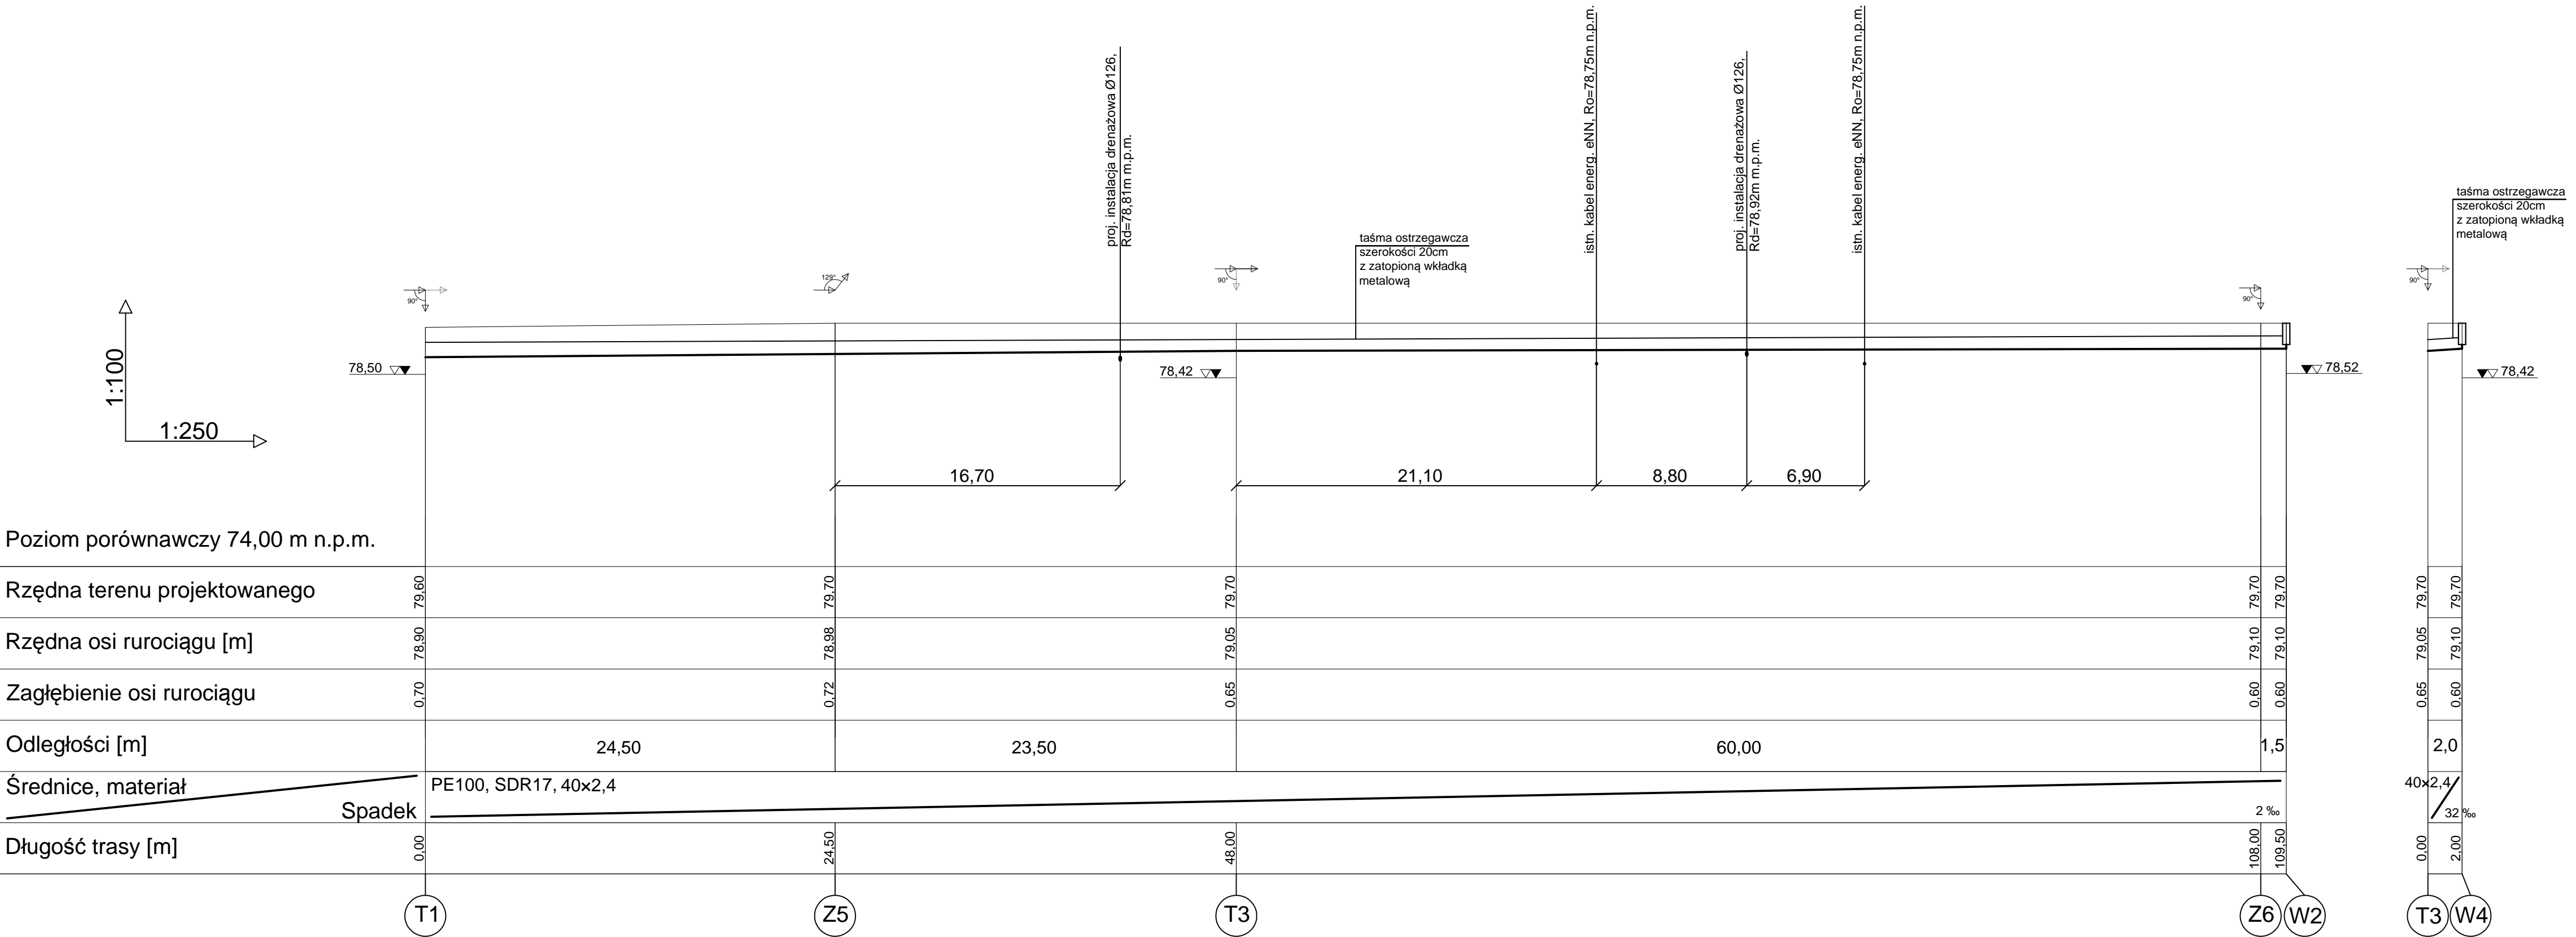 proj. instalacja drenażowa Ø126,
Rd=78,81m m.p.m.
istn. kabel energ. eNN, Ro=78,75m n.p.m.
proj. instalacja drenażowa Ø126,
Rd=78,92m m.p.m.
istn. kabel energ. eNN, Ro=78,75m n.p.m.
taśma ostrzegawcza
szerokości 20cm
z zatopioną wkładką
metalową
taśma ostrzegawcza
szerokości 20cm
z zatopioną wkładką
metalową
90°
129°
90°
90°
90°
1:100
1:250
78,50
78,42
78,52
78,42
16,70
21,10
8,80
6,90
Poziom porównawczy 74,00 m n.p.m.
Rzędna terenu projektowanego
79,60
79,70
79,70
79,70
79,70
79,70
79,70
Rzędna osi rurociągu [m]
78,90
78,98
79,05
79,10
79,10
79,05
79,10
Zagłębienie osi rurociągu
0,70
0,72
0,65
0,60
0,60
0,65
0,60
Odległości [m]
24,50
23,50
60,00
1,5
2,0
Średnice, materiał
PE100, SDR17, 40×2,4
40×2,4
Spadek
2 ‰
32 ‰
Długość trasy [m]
0,00
24,50
48,00
108,00
109,50
0,00
2,00
T1
Z5
T3
Z6
W2
T3
W4